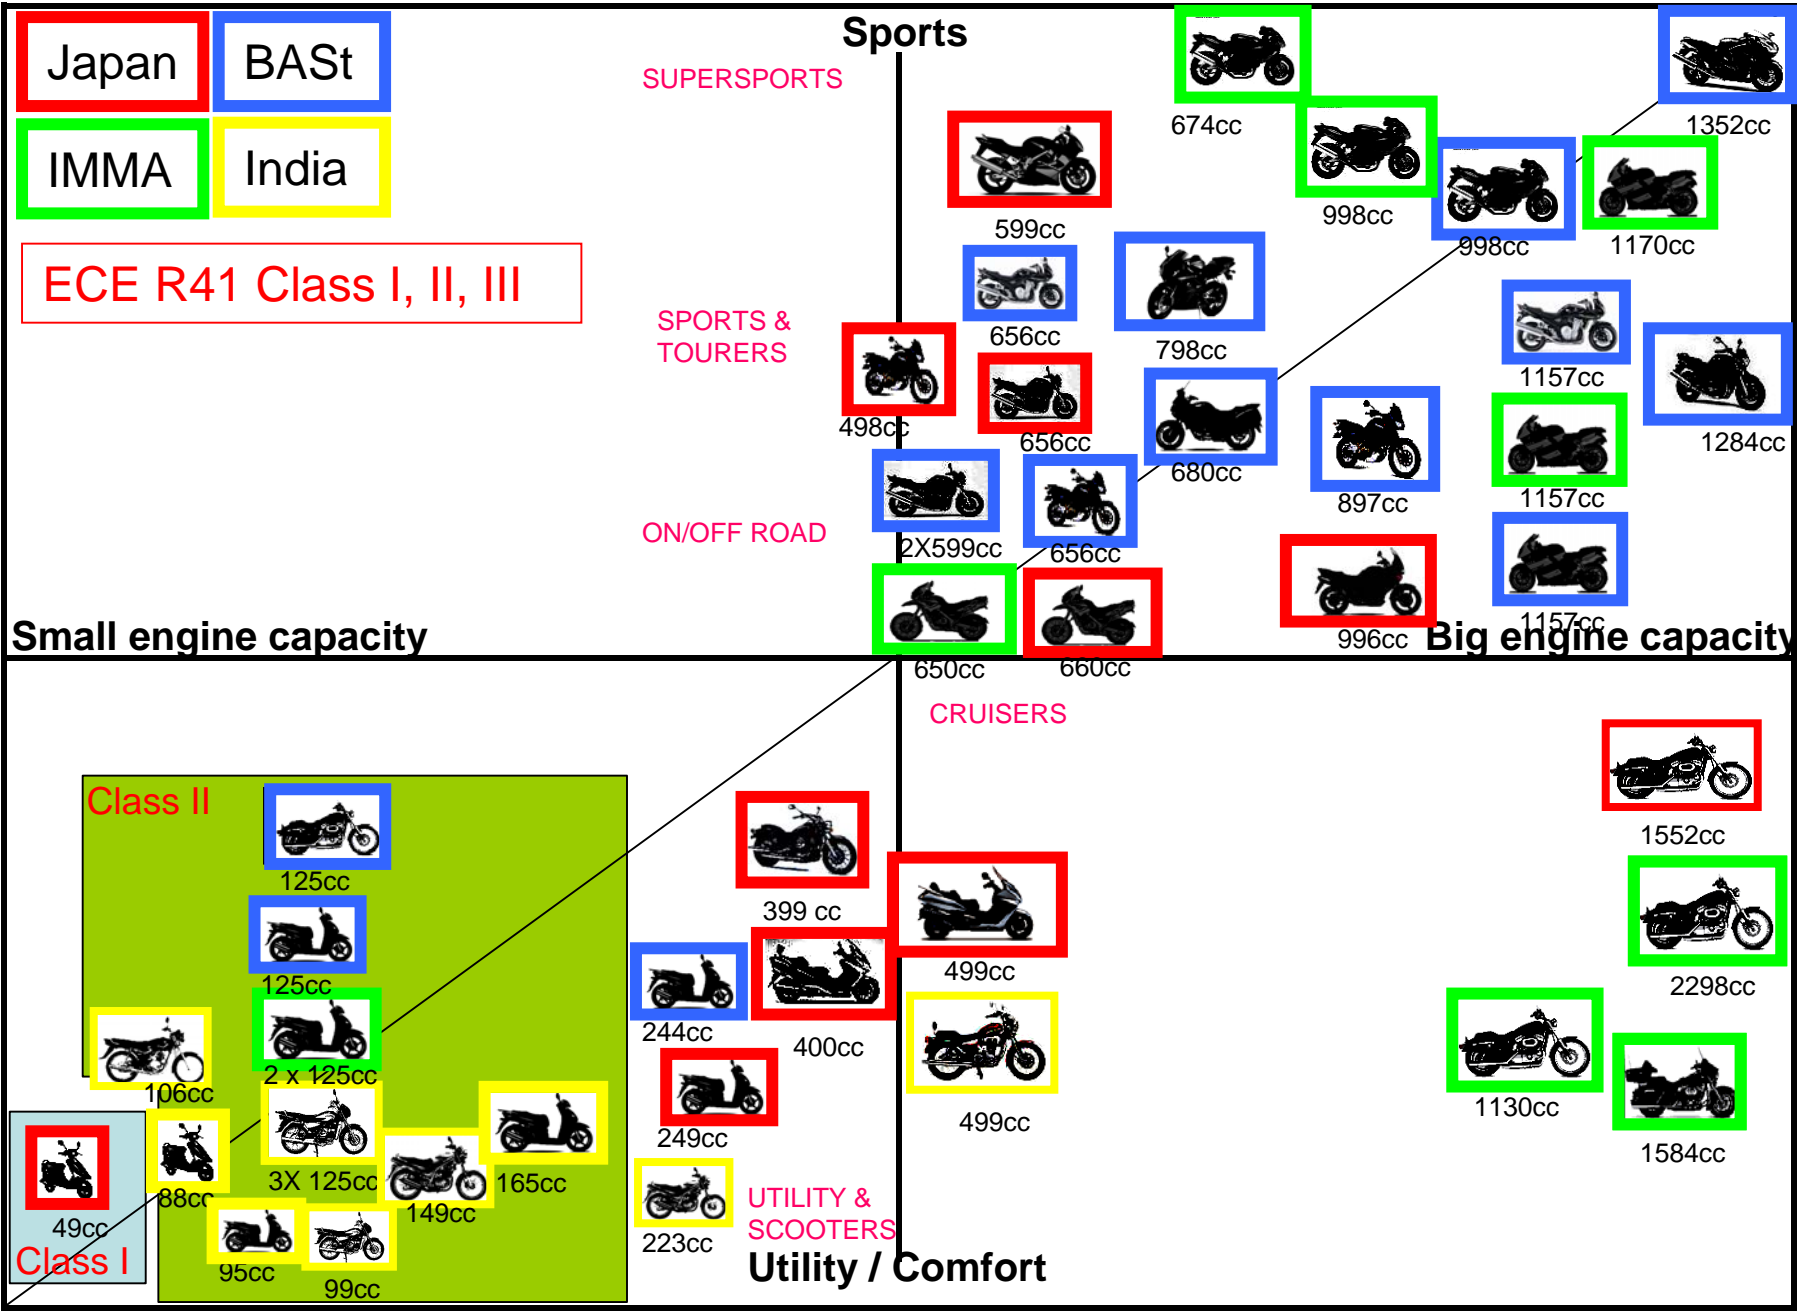 Japan
BASt
IMMA
India
ECE R41 Class I, II, III
Sports
SUPERSPORTS
674cc
1352cc
599cc
998cc
998cc
1170cc
SPORTS &
TOURERS
656cc
798cc
1157cc
498cc
656cc
680cc
897cc
1157cc
1284cc
ON/OFF ROAD
2X599cc
656cc
1157cc
Small engine capacity
996cc
Big engine capacity
650cc
660cc
CRUISERS
Class II
125cc
399 cc
1552cc
125cc
499cc
2298cc
244cc
400cc
106cc
2 x 125cc
249cc
499cc
1130cc
1584cc
88cc
3X 125cc
149cc
165cc
49cc
Class I
95cc
99cc
223cc
UTILITY &
SCOOTERS
Utility / Comfort